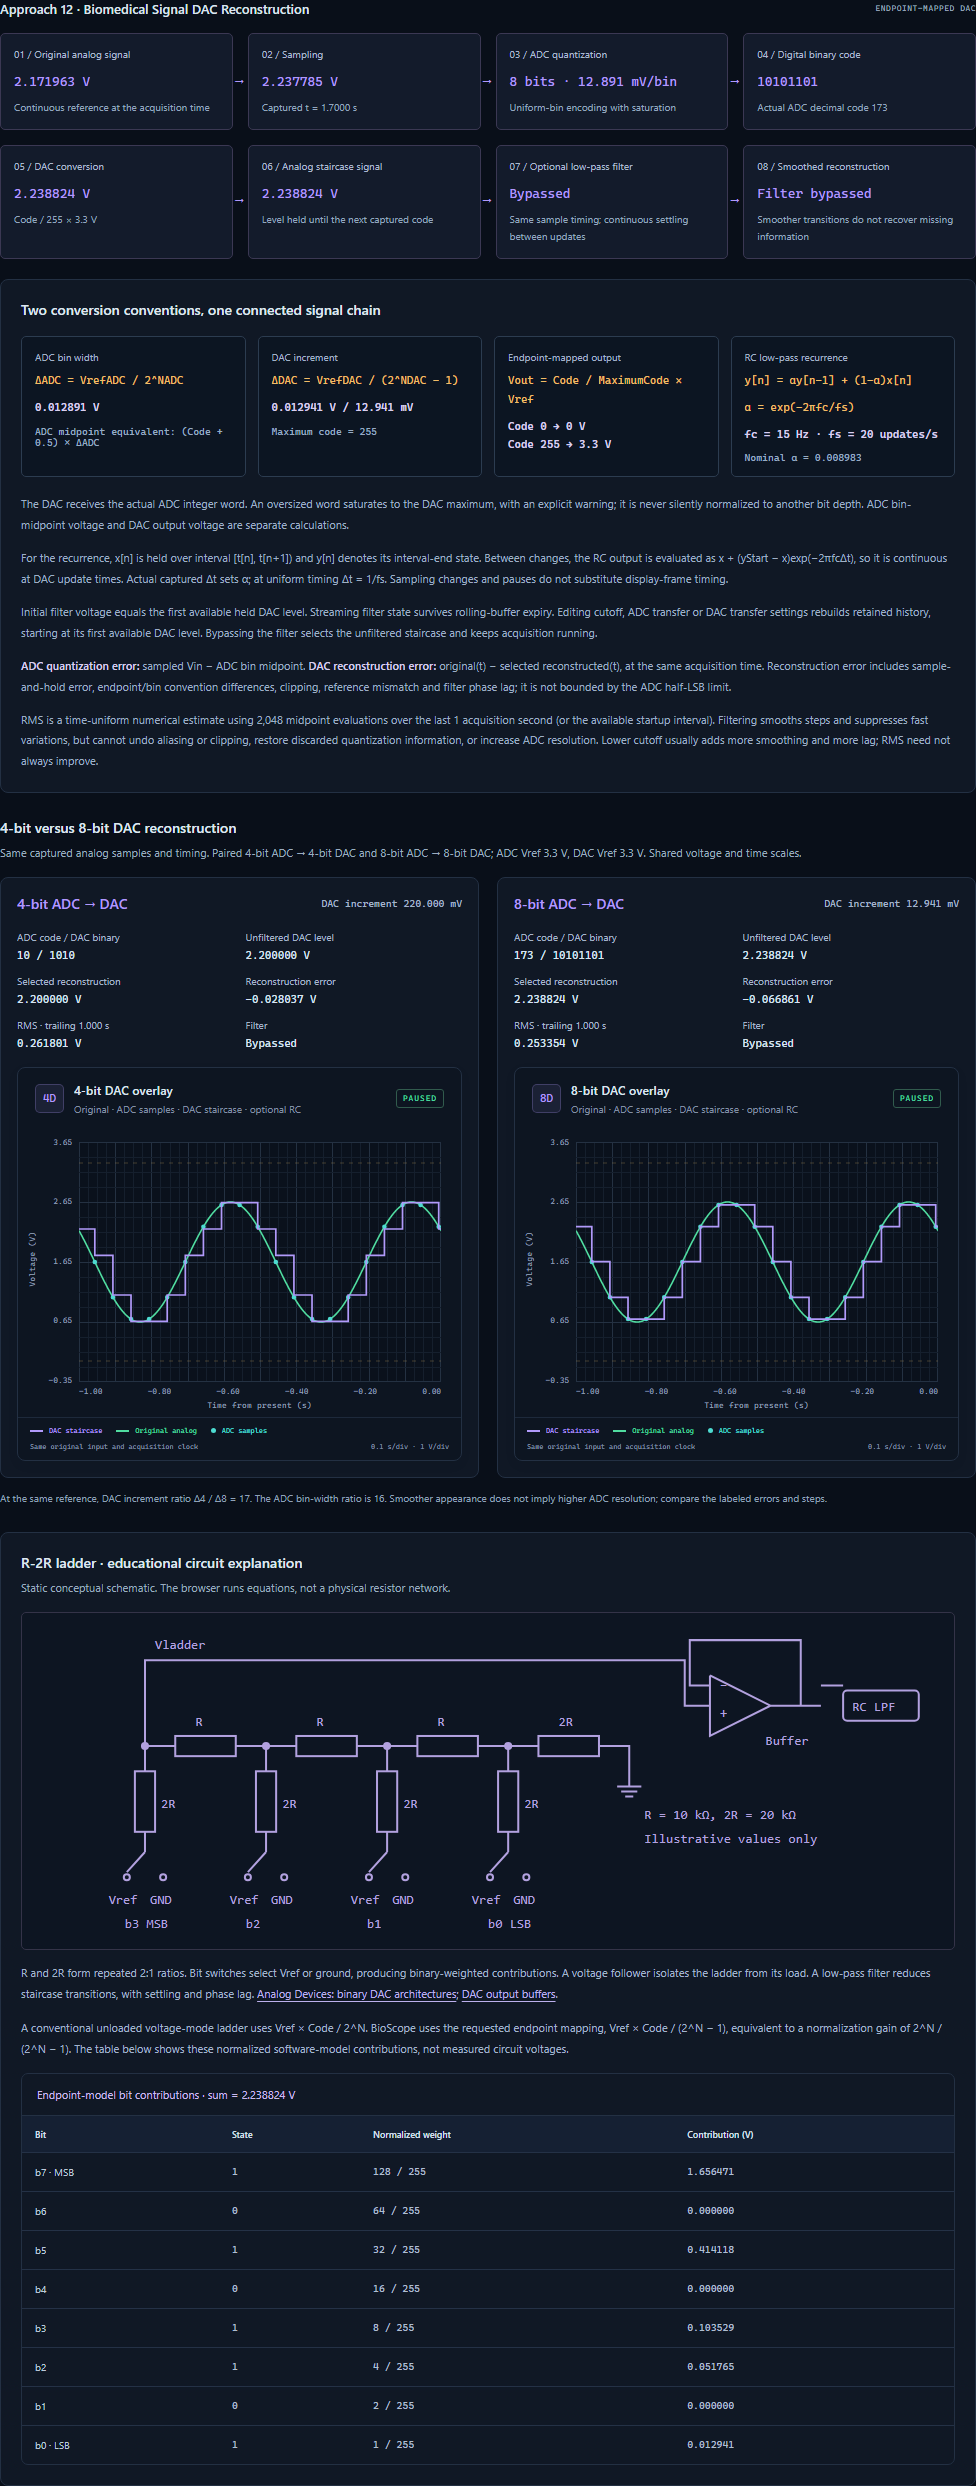 Approach 12 · Biomedical Signal DAC Reconstruction
ENDPOINT-MAPPED DAC
01 / Original analog signal
2.171963 V
Continuous reference at the acquisition time
→
02 / Sampling
2.237785 V
Captured t = 1.7000 s
→
03 / ADC quantization
8 bits · 12.891 mV/bin
Uniform-bin encoding with saturation
→
04 / Digital binary code
10101101
Actual ADC decimal code 173
05 / DAC conversion
2.238824 V
Code / 255 × 3.3 V
→
06 / Analog staircase signal
2.238824 V
Level held until the next captured code
→
07 / Optional low-pass filter
Bypassed
Same sample timing; continuous settling
between updates
→
08 / Smoothed reconstruction
Filter bypassed
Smoother transitions do not recover missing
information
Two conversion conventions, one connected signal chain
ADC bin width
ΔADC = VrefADC / 2^NADC
0.012891 V
ADC midpoint equivalent: (Code +
0.5) × ΔADC
DAC increment
ΔDAC = VrefDAC / (2^NDAC − 1)
0.012941 V / 12.941 mV
Maximum code = 255
Endpoint-mapped output
Vout = Code / MaximumCode ×
Vref
Code 0 → 0 V
Code 255 → 3.3 V
RC low-pass recurrence
y[n] = αy[n−1] + (1−α)x[n]
α = exp(−2πfc/fs)
fc = 15 Hz · fs = 20 updates/s
Nominal α = 0.008983
The DAC receives the actual ADC integer word. An oversized word saturates to the DAC maximum, with an explicit warning; it is never silently normalized to another bit depth. ADC bin-
midpoint voltage and DAC output voltage are separate calculations.
For the recurrence, x[n] is held over interval [t[n], t[n+1]) and y[n] denotes its interval-end state. Between changes, the RC output is evaluated as x + (yStart − x)exp(−2πfcΔt), so it is continuous
at DAC update times. Actual captured Δt sets α; at uniform timing Δt = 1/fs. Sampling changes and pauses do not substitute display-frame timing.
Initial filter voltage equals the first available held DAC level. Streaming filter state survives rolling-buffer expiry. Editing cutoff, ADC transfer or DAC transfer settings rebuilds retained history,
starting at its first available DAC level. Bypassing the filter selects the unfiltered staircase and keeps acquisition running.
ADC quantization error: sampled Vin − ADC bin midpoint. DAC reconstruction error: original(t) − selected reconstructed(t), at the same acquisition time. Reconstruction error includes sample-
and-hold error, endpoint/bin convention differences, clipping, reference mismatch and filter phase lag; it is not bounded by the ADC half-LSB limit.
RMS is a time-uniform numerical estimate using 2,048 midpoint evaluations over the last 1 acquisition second (or the available startup interval). Filtering smooths steps and suppresses fast
variations, but cannot undo aliasing or clipping, restore discarded quantization information, or increase ADC resolution. Lower cutoff usually adds more smoothing and more lag; RMS need not
always improve.
4-bit versus 8-bit DAC reconstruction
Same captured analog samples and timing. Paired 4-bit ADC → 4-bit DAC and 8-bit ADC → 8-bit DAC; ADC Vref 3.3 V, DAC Vref 3.3 V. Shared voltage and time scales.
4-bit ADC → DAC
DAC increment 220.000 mV
ADC code / DAC binary
10 / 1010
Unfiltered DAC level
2.200000 V
Selected reconstruction
2.200000 V
Reconstruction error
−0.028037 V
RMS · trailing 1.000 s
0.261801 V
Filter
Bypassed
4D
4-bit DAC overlay
Original · ADC samples · DAC staircase · optional RC
PAUSED
3.65
2.65
1.65
0.65
−0.35
Voltage (V)
−1.00
−0.80
−0.60
−0.40
−0.20
0.00
Time from present (s)
DAC staircase
Original analog
ADC samples
Same original input and acquisition clock
0.1 s/div · 1 V/div
8-bit ADC → DAC
DAC increment 12.941 mV
ADC code / DAC binary
173 / 10101101
Unfiltered DAC level
2.238824 V
Selected reconstruction
2.238824 V
Reconstruction error
−0.066861 V
RMS · trailing 1.000 s
0.253354 V
Filter
Bypassed
8D
8-bit DAC overlay
Original · ADC samples · DAC staircase · optional RC
PAUSED
3.65
2.65
1.65
0.65
−0.35
Voltage (V)
−1.00
−0.80
−0.60
−0.40
−0.20
0.00
Time from present (s)
DAC staircase
Original analog
ADC samples
Same original input and acquisition clock
0.1 s/div · 1 V/div
At the same reference, DAC increment ratio Δ4 / Δ8 = 17. The ADC bin-width ratio is 16. Smoother appearance does not imply higher ADC resolution; compare the labeled errors and steps.
R-2R ladder · educational circuit explanation
Static conceptual schematic. The browser runs equations, not a physical resistor network.
Vladder
−
+
RC LPF
Buffer
R
R
R
2R
2R
2R
2R
2R
R = 10 kΩ, 2R = 20 kΩ
Illustrative values only
Vref GND
Vref GND
Vref GND
Vref GND
b3 MSB
b2
b1
b0 LSB
R and 2R form repeated 2:1 ratios. Bit switches select Vref or ground, producing binary-weighted contributions. A voltage follower isolates the ladder from its load. A low-pass filter reduces
staircase transitions, with settling and phase lag. Analog Devices: binary DAC architectures; DAC output buffers.
A conventional unloaded voltage-mode ladder uses Vref × Code / 2^N. BioScope uses the requested endpoint mapping, Vref × Code / (2^N − 1), equivalent to a normalization gain of 2^N /
(2^N − 1). The table below shows these normalized software-model contributions, not measured circuit voltages.
Endpoint-model bit contributions · sum = 2.238824 V
Bit State Normalized weight Contribution (V)
b7 · MSB 1 128 / 255 1.656471
b6 0 64 / 255 0.000000
b5 1 32 / 255 0.414118
b4 0 16 / 255 0.000000
b3 1 8 / 255 0.103529
b2 1 4 / 255 0.051765
b1 0 2 / 255 0.000000
b0 · LSB 1 1 / 255 0.012941